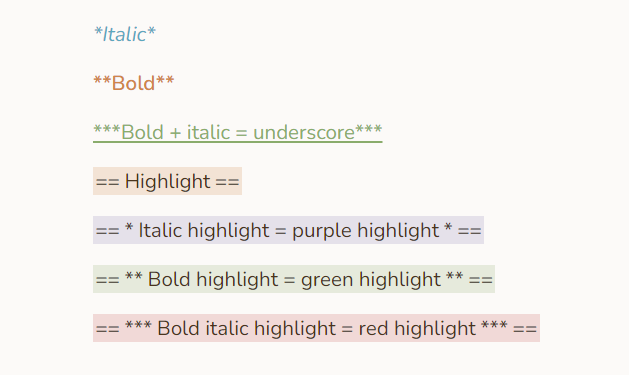 *Italic*
**Bold**
***Bold + italic = underscore***
== Highlight ==
== * Italic highlight = purple highlight * ==
== ** Bold highlight = green highlight ** ==
== *** Bold italic highlight = red highlight *** ==